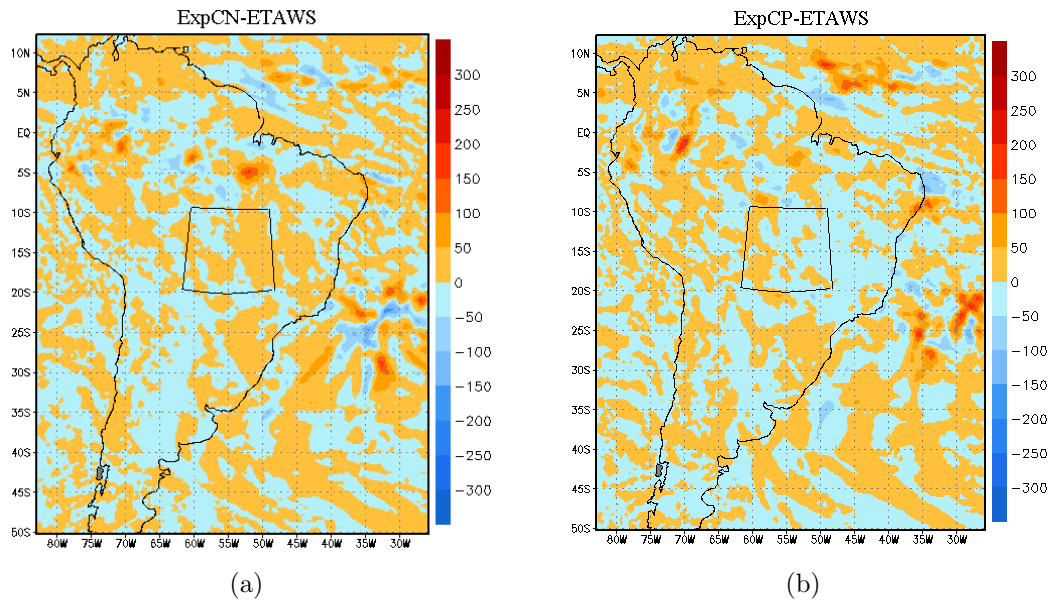 ExpCN-ETAWS
10N
5N
EQ
5S
10S
15S
20S
25S
30S
35S
40S
45S
50S
80W 75W 70W 65W 60W 55W 50W 45W 40W 35W 30W
300
250
200
150
100
50
0
−50
−100
−150
−200
−250
−300
(a)
ExpCP-ETAWS
10N
5N
EQ
5S
10S
15S
20S
25S
30S
35S
40S
45S
50S
80W 75W 70W 65W 60W 55W 50W 45W 40W 35W 30W
300
250
200
150
100
50
0
−50
−100
−150
−200
−250
−300
(b)